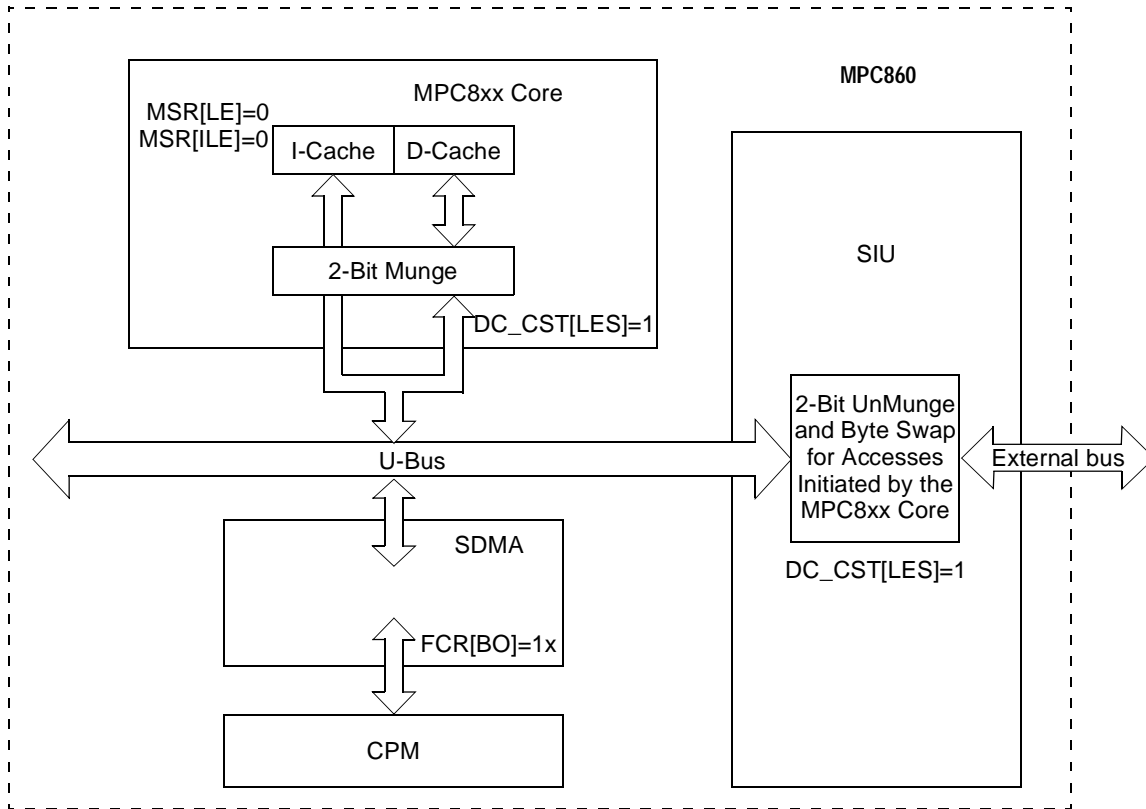 MPC860
MPC8xx Core
MSR[LE]=0
MSR[ILE]=0
I-Cache
D-Cache
2-Bit Munge
DC_CST[LES]=1
SIU
2-Bit UnMunge
and Byte Swap
for Accesses
Initiated by the
MPC8xx Core
DC_CST[LES]=1
External bus
U-Bus
SDMA
FCR[BO]=1x
CPM